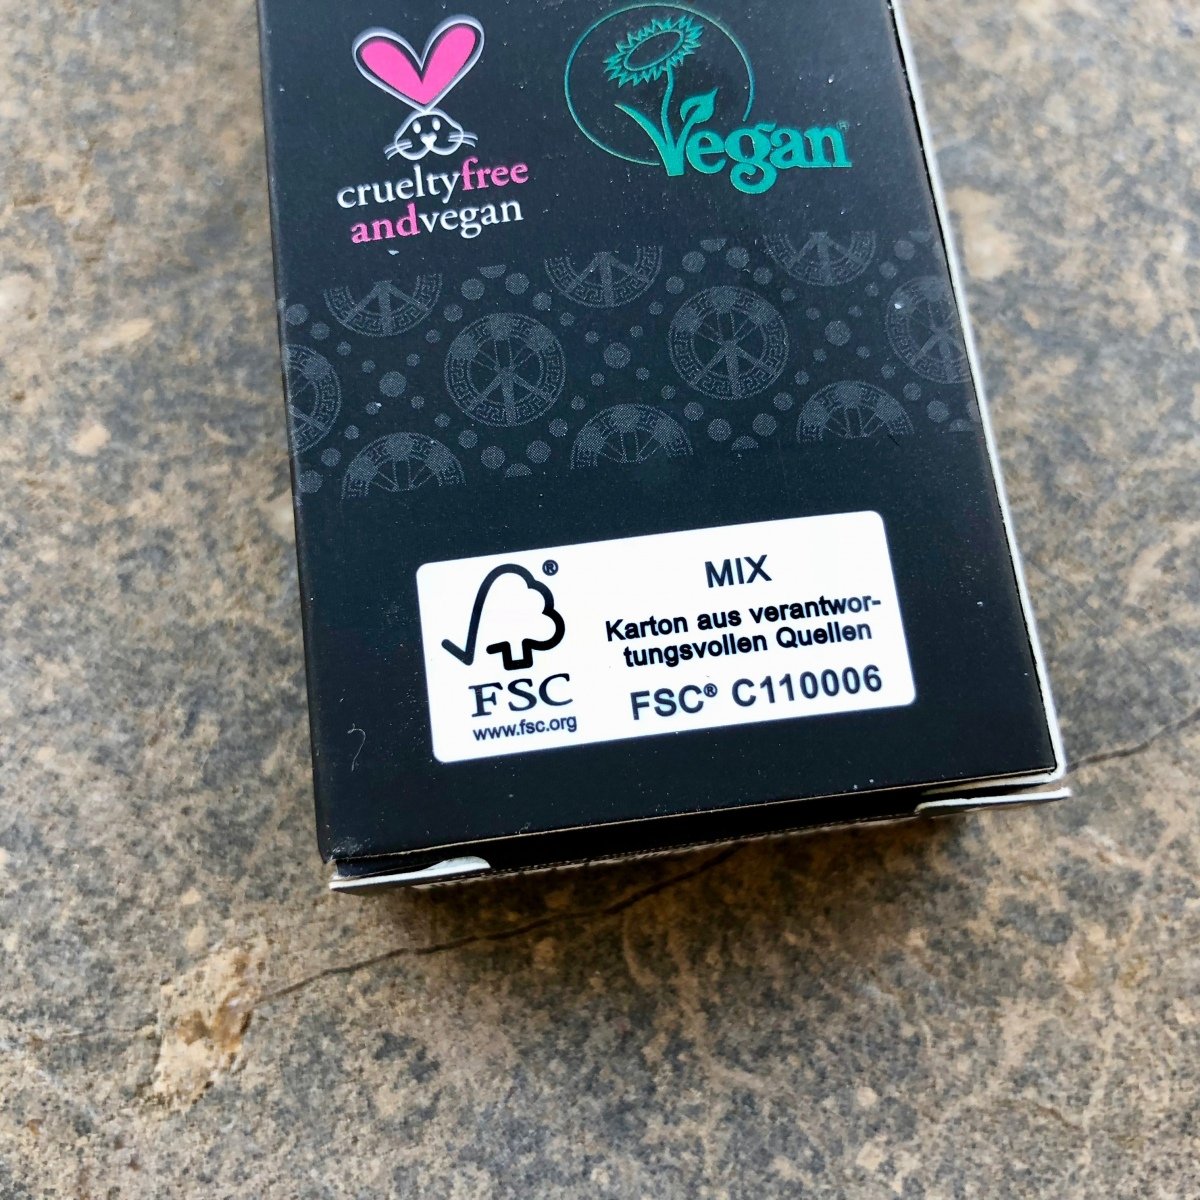 crueltyfree
andvegan
Vegan
MIX
Karton aus verantwor-
tungsvollen Quellen
FSC® C110006
®
FSC
www.fsc.org